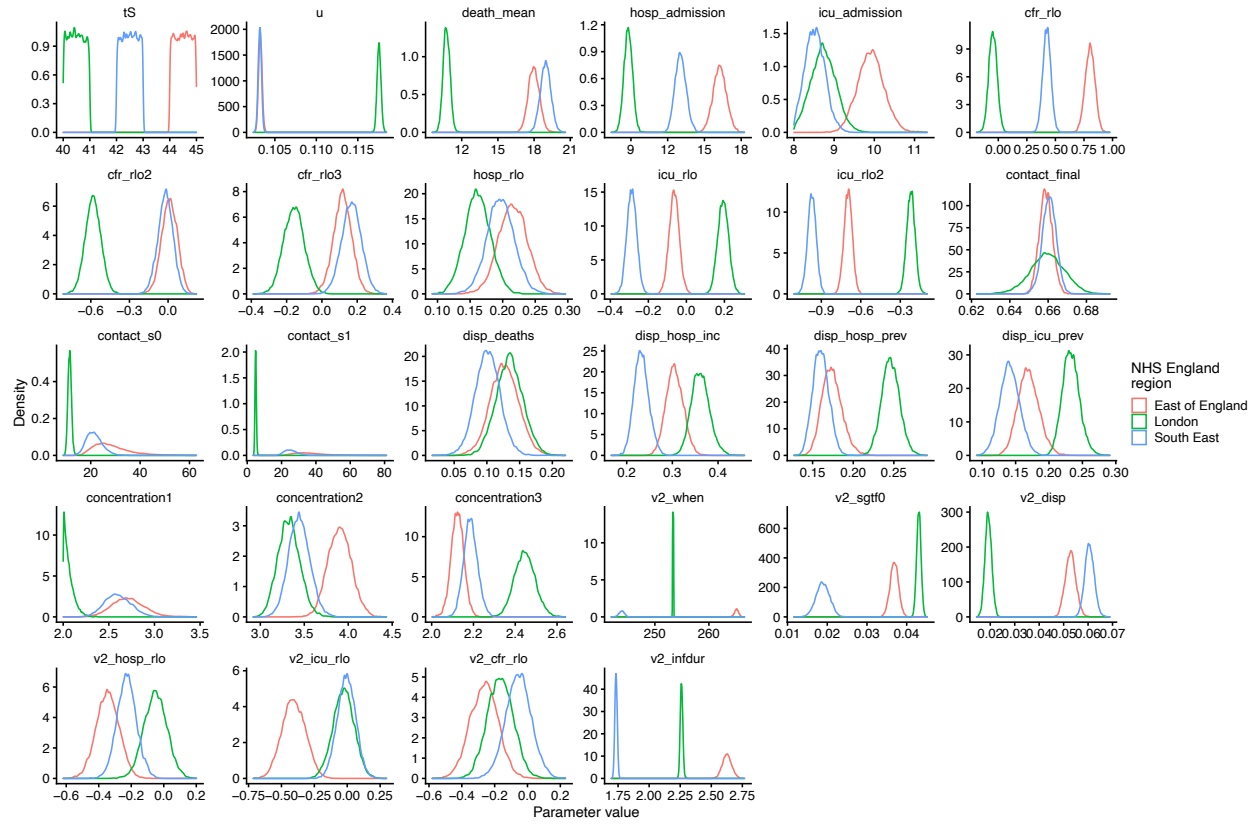 tS u death_mean hosp_admission icu_admission cfr_rlo
0.9 0.6 0.3 0.0
40 41 42 43 44 45
2000 1500 1000 500 0
0.105 0.110 0.115
1.0 0.5 0.0
12 15 18 21
1.2 0.9 0.6 0.3 0.0
9 12 15 18
1.5 1.0 0.5 0.0
8 9 10 11
9 6 3 0
0.00 0.25 0.50 0.75 1.00
cfr_rlo2 cfr_rlo3 hosp_rlo icu_rlo icu_rlo2 contact_final
6 4 2 0
−0.6 −0.3 0.0
8 6 4 2 0
−0.4 −0.2 0.0 0.2 0.4
20 15 10 5 0
0.10 0.15 0.20 0.25 0.30
15 10 5 0
−0.4 −0.2 0.0 0.2
10 5 0
−0.9 −0.6 −0.3
100 75 50 25 0
0.62 0.64 0.66 0.68
contact_s0 contact_s1 disp_deaths disp_hosp_inc disp_hosp_prev disp_icu_prev
0.4 0.2 0.0
20 40 60
2.0 1.5 1.0 0.5 0.0
20 40 60 80
20 15 10 5 0
0.05 0.10 0.15 0.20
25 20 15 10 5 0
0.2 0.3 0.4
40 30 20 10 0
0.15 0.20 0.25
30 20 10 0
0.10 0.15 0.20 0.25 0.30
concentration1 concentration2 concentration3 v2_when v2_sgtf0 v2_disp
10 5 0
2.0 2.5 3.0 3.5
3 2 1 0
3.0 3.5 4.0 4.5
10 5 0
2.0 2.2 2.4 2.6
15 10 5 0
250 260
600 400 200 0
0.01 0.02 0.03 0.04
300 200 100 0
0.02 0.03 0.04 0.05 0.06 0.07
v2_hosp_rlo v2_icu_rlo v2_cfr_rlo v2_infdur
6 4 2 0
−0.6 −0.4 −0.2 0.0 0.2
6 4 2 0
−0.75 −0.50 −0.25 0.00 0.25
5 4 3 2 1 0
−0.6 −0.4 −0.2 0.0 0.2
40 30 20 10 0
1.75 2.00 2.25 2.50 2.75
Density
Parameter value
NHS England
region
East of England
London
South East